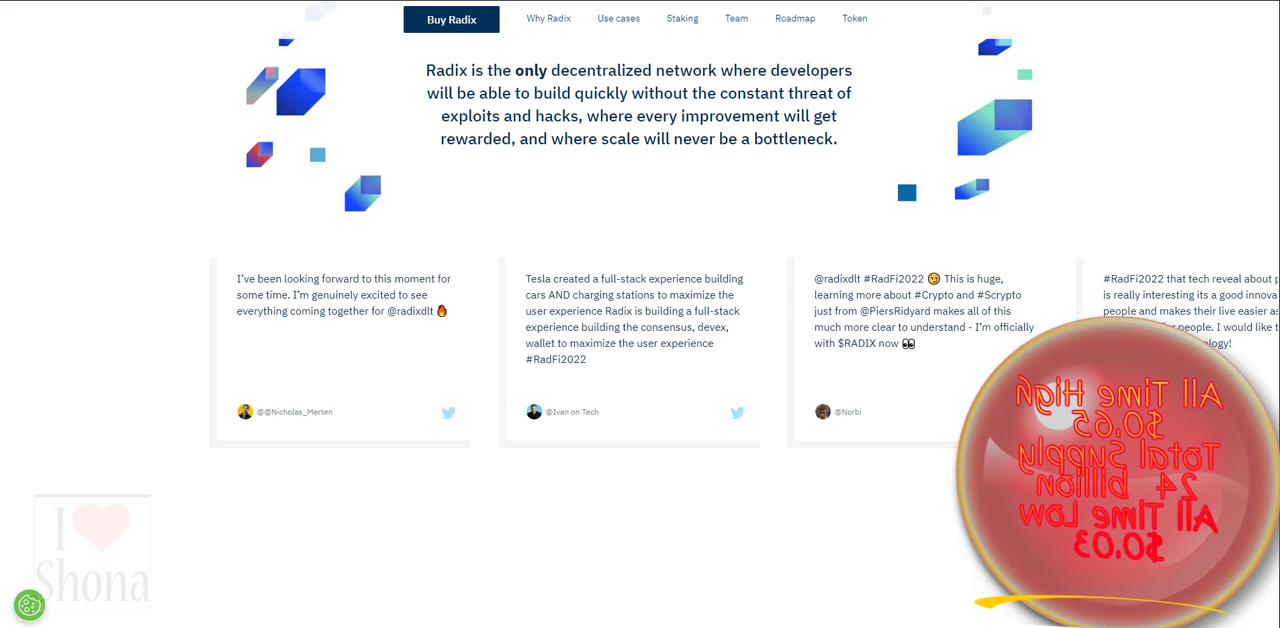 Buy Radix
Why Radix
Use cases
Staking
Team
Roadmap
Token
Radix is the only decentralized network where developers
will be able to build quickly without the constant threat of
exploits and hacks, where every improvement will get
rewarded, and where scale will never be a bottleneck.
I've been looking forward to this moment for
some time. I'm genuinely excited to see
everything coming together for @radixdlt 🔥
@@Nicholas_Merten
Tesla created a full-stack experience building
cars AND charging stations to maximize the
user experience Radix is building a full-stack
experience building the consensus, devex,
wallet to maximize the user experience
#RadFi2022
@Ivan on Tech
@radixdlt #RadFi2022 😏 This is huge,
learning more about #Crypto and #Scrypto
just from @PiersRidyard makes all of this
much more clear to understand - I'm officially
with $RADIX now 👀
@Norbi
#RadFi2022 that tech reveal about
is really interesting its a good
people and makes their live easier
people. I would like
All Time High
$0.65
Total Supply
24 billion
All Time Low
$0.03
I
Shona